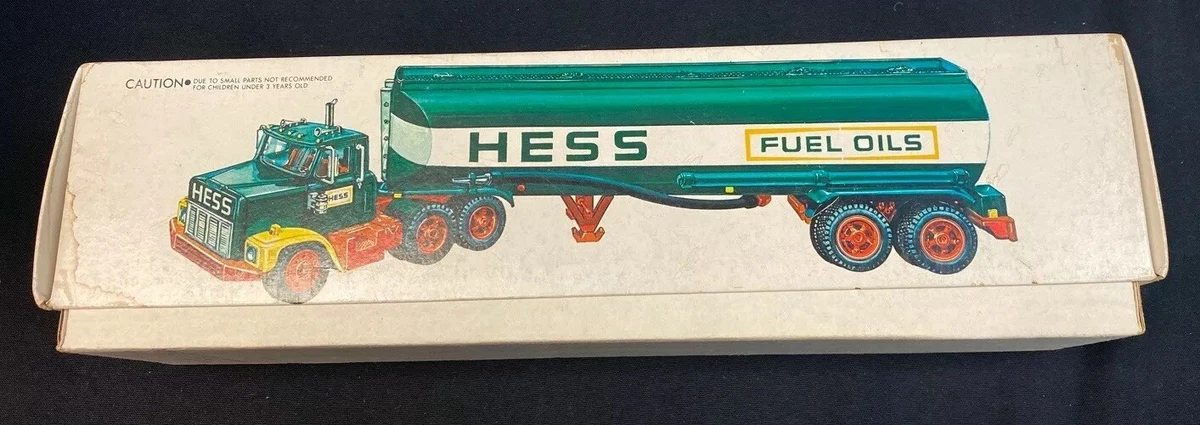 CAUTION● DUE TO SMALL PARTS NOT RECOMMENDED
FOR CHILDREN UNDER 3 YEARS OLD
HESS
FUEL OILS
HESS
HESS